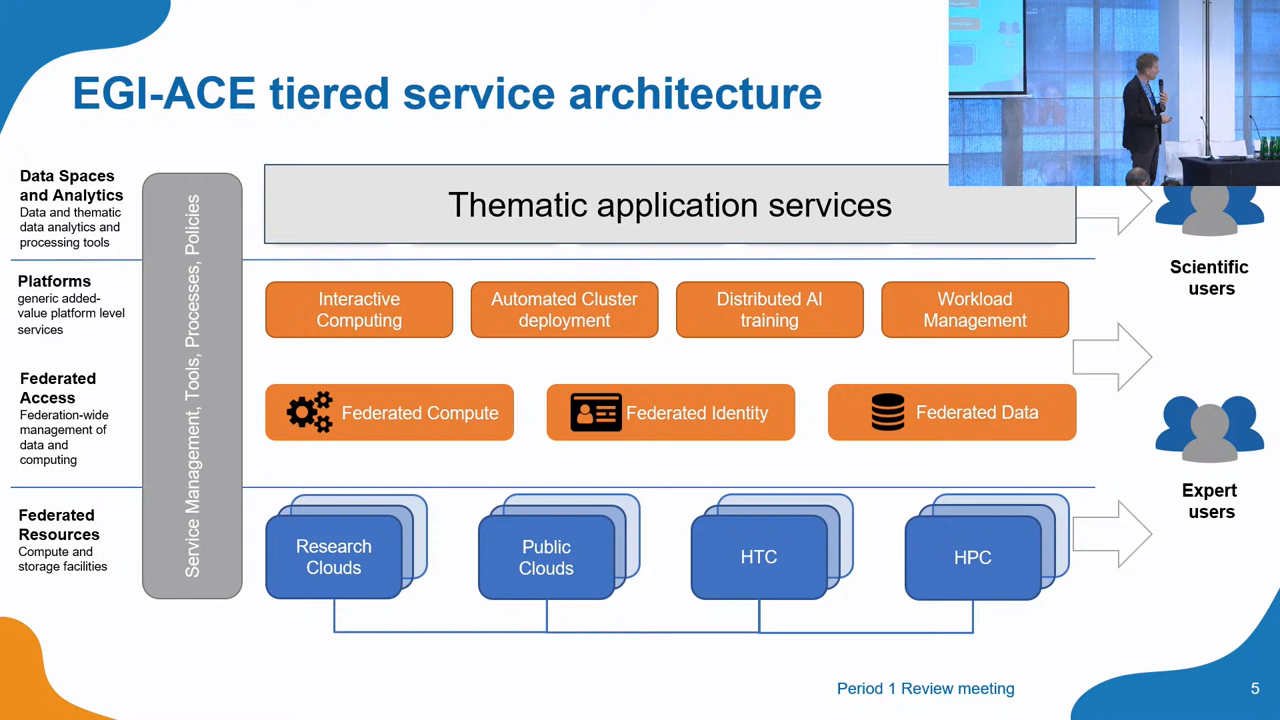 EGI-ACE tiered service architecture
Data Spaces
and Analytics
Data and thematic
data analytics and
processing tools
Platforms
generic added-
value platform level
services
Federated
Access
Federation-wide
management of
data and
computing
Federated
Resources
Compute and
storage facilities
Service Management, Tools, Processes, Policies
Thematic application services
Interactive
Computing
Automated Cluster
deployment
Distributed AI
training
Workload
Management
Federated Compute
Federated Identity
Federated Data
Research
Clouds
Public
Clouds
HTC
HPC
Scientific
users
Expert
users
Period 1 Review meeting
5